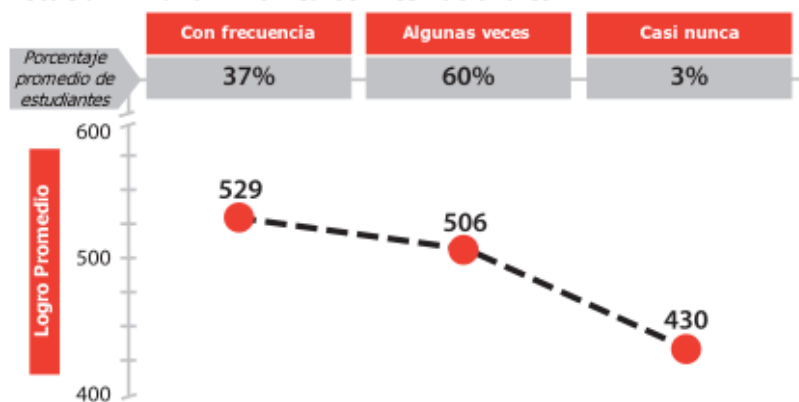 Con frecuencia
Algunas veces
Casi nunca
Porcentaje
promedio de
estudiantes
37%
60%
3%
600
500
400
Logro Promedio
529
506
430